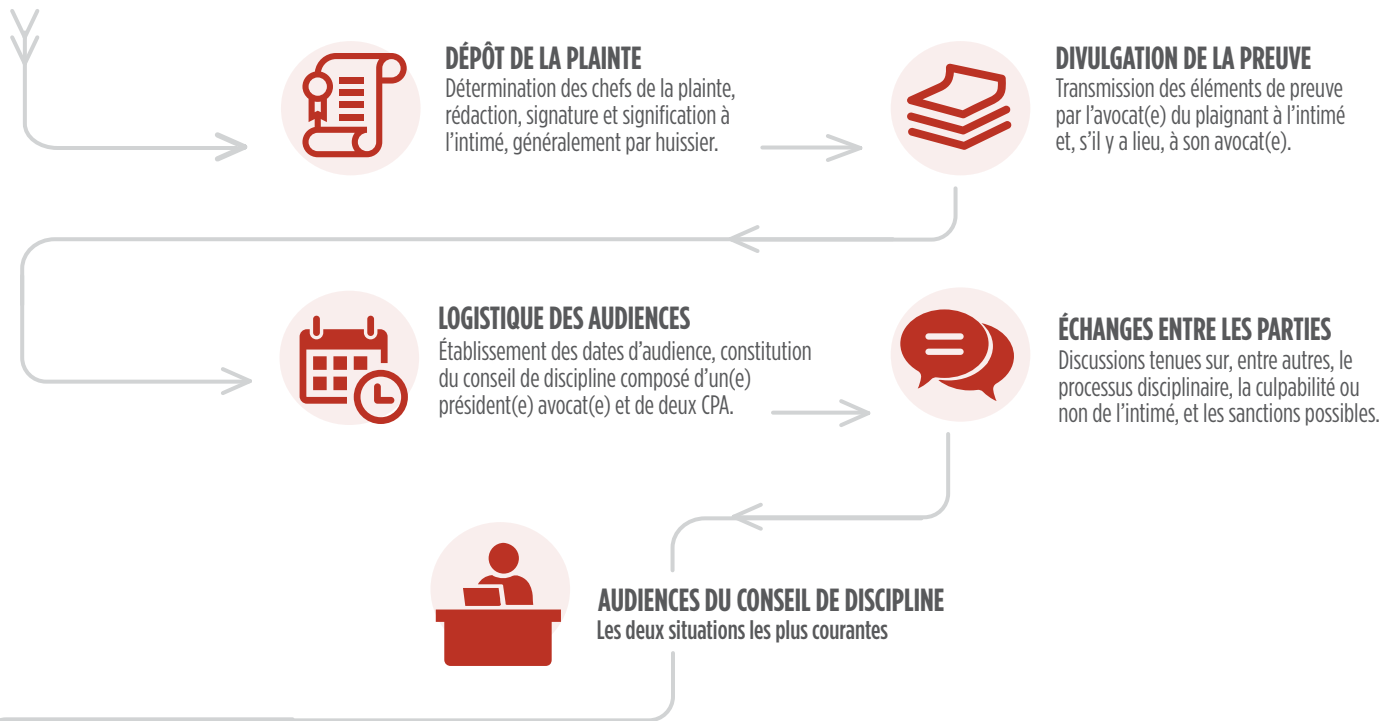 DÉPÔT DE LA PLAINTE
Détermination des chefs de la plainte,
rédaction, signature et signification à
l'intimé, généralement par huissier.
DIVULGATION DE LA PREUVE
Transmission des éléments de preuve
par l'avocat(e) du plaignant à l'intimé
et, s'il y a lieu, à son avocat(e).
LOGISTIQUE DES AUDIENCES
Établissement des dates d'audience, constitution
du conseil de discipline composé d'un(e)
président(e) avocat(e) et de deux CPA.
ÉCHANGES ENTRE LES PARTIES
Discussions tenues sur, entre autres, le
processus disciplinaire, la culpabilité ou
non de l'intimé, et les sanctions possibles.
AUDIENCES DU CONSEIL DE DISCIPLINE
Les deux situations les plus courantes